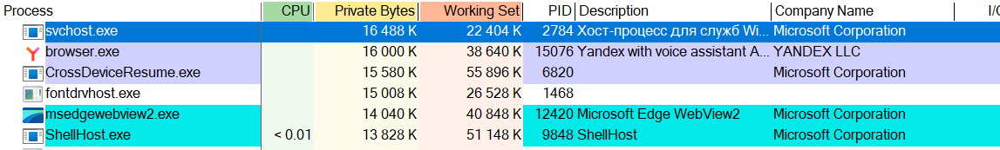 Process CPU Private Bytes Working Set PID Description Company Name I/
svchost.exe 16 488 K 22 404 K 2784 Хост-процесс для служб Wi... Microsoft Corporation
browser.exe 16 000 K 38 640 K 15076 Yandex with voice assistant A... YANDEX LLC
CrossDeviceResume.exe 15 580 K 55 896 K 6820 Microsoft Corporation
fontdrvhost.exe 15 008 K 26 528 K 1468
msedgewebview2.exe 14 040 K 40 848 K 12420 Microsoft Edge WebView2 Microsoft Corporation
ShellHost.exe < 0.01 13 828 K 51 148 K 9848 ShellHost Microsoft Corporation